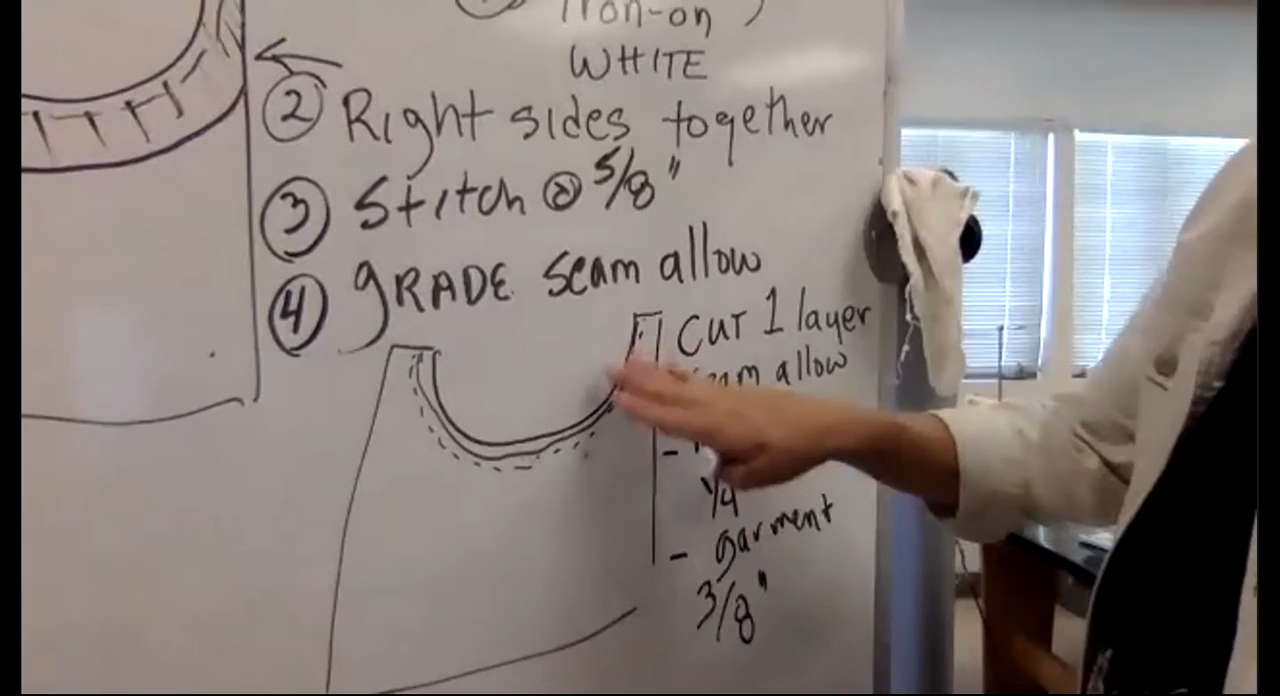 Iron-on
WHITE
② Right sides together
③ Stitch @ 5/8"
④ GRADE seam allow
CUT 1 layer
allow
-
1/4
- garment
3/8"